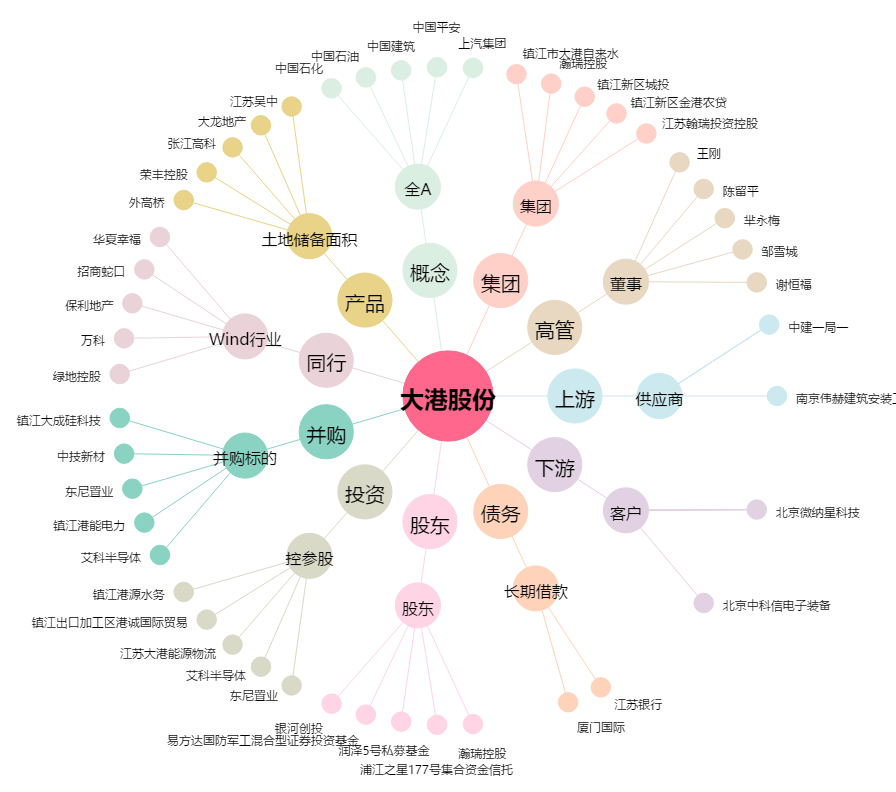 大港股份
概念
全A
中国石化
中国石油
中国建筑
中国平安
上汽集团
集团
集团
镇江市大港自来水
瀚瑞控股
镇江新区城投
镇江新区金港农贷
江苏瀚瑞投资控股
高管
董事
王刚
陈留平
芈永梅
邹雪城
谢恒福
上游
供应商
中建一局一
南京伟赫建筑安装工
下游
客户
北京微纳星科技
北京中科信电子装备
债务
长期借款
江苏银行
厦门国际
股东
股东
瀚瑞控股
浦江之星177号集合资金信托
润泽5号私募基金
易方达国防军工混合型证券投资基金
银河创投
投资
控参股
东尼置业
艾科半导体
江苏大港能源物流
镇江出口加工区港诚国际贸易
镇江港源水务
并购
并购标的
艾科半导体
镇江港能电力
东尼置业
中技新材
镇江大成硅科技
同行
Wind行业
绿地控股
万科
保利地产
招商蛇口
华夏幸福
产品
土地储备面积
外高桥
荣丰控股
张江高科
大龙地产
江苏吴中